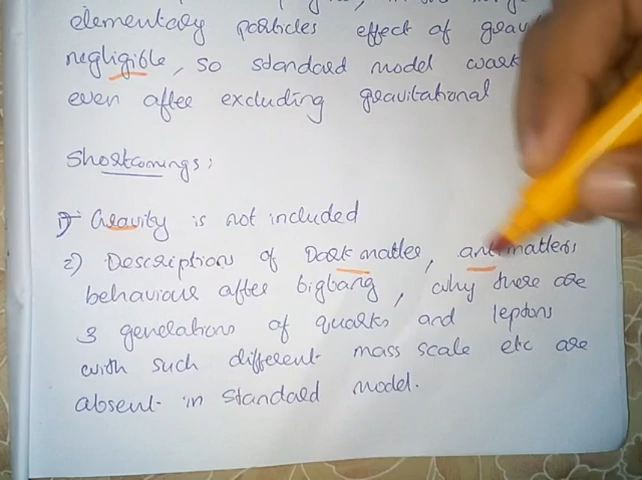 elementary particles effect of
negligible, so standard model work
even after excluding gravitational
Shortcomings:
1) Gravity is not included
2) Description of Dark matter, antimatters
behaviour after bigbang, why there are
3 generations of quarks and leptons
with such different mass scale etc are
absent in standard model.